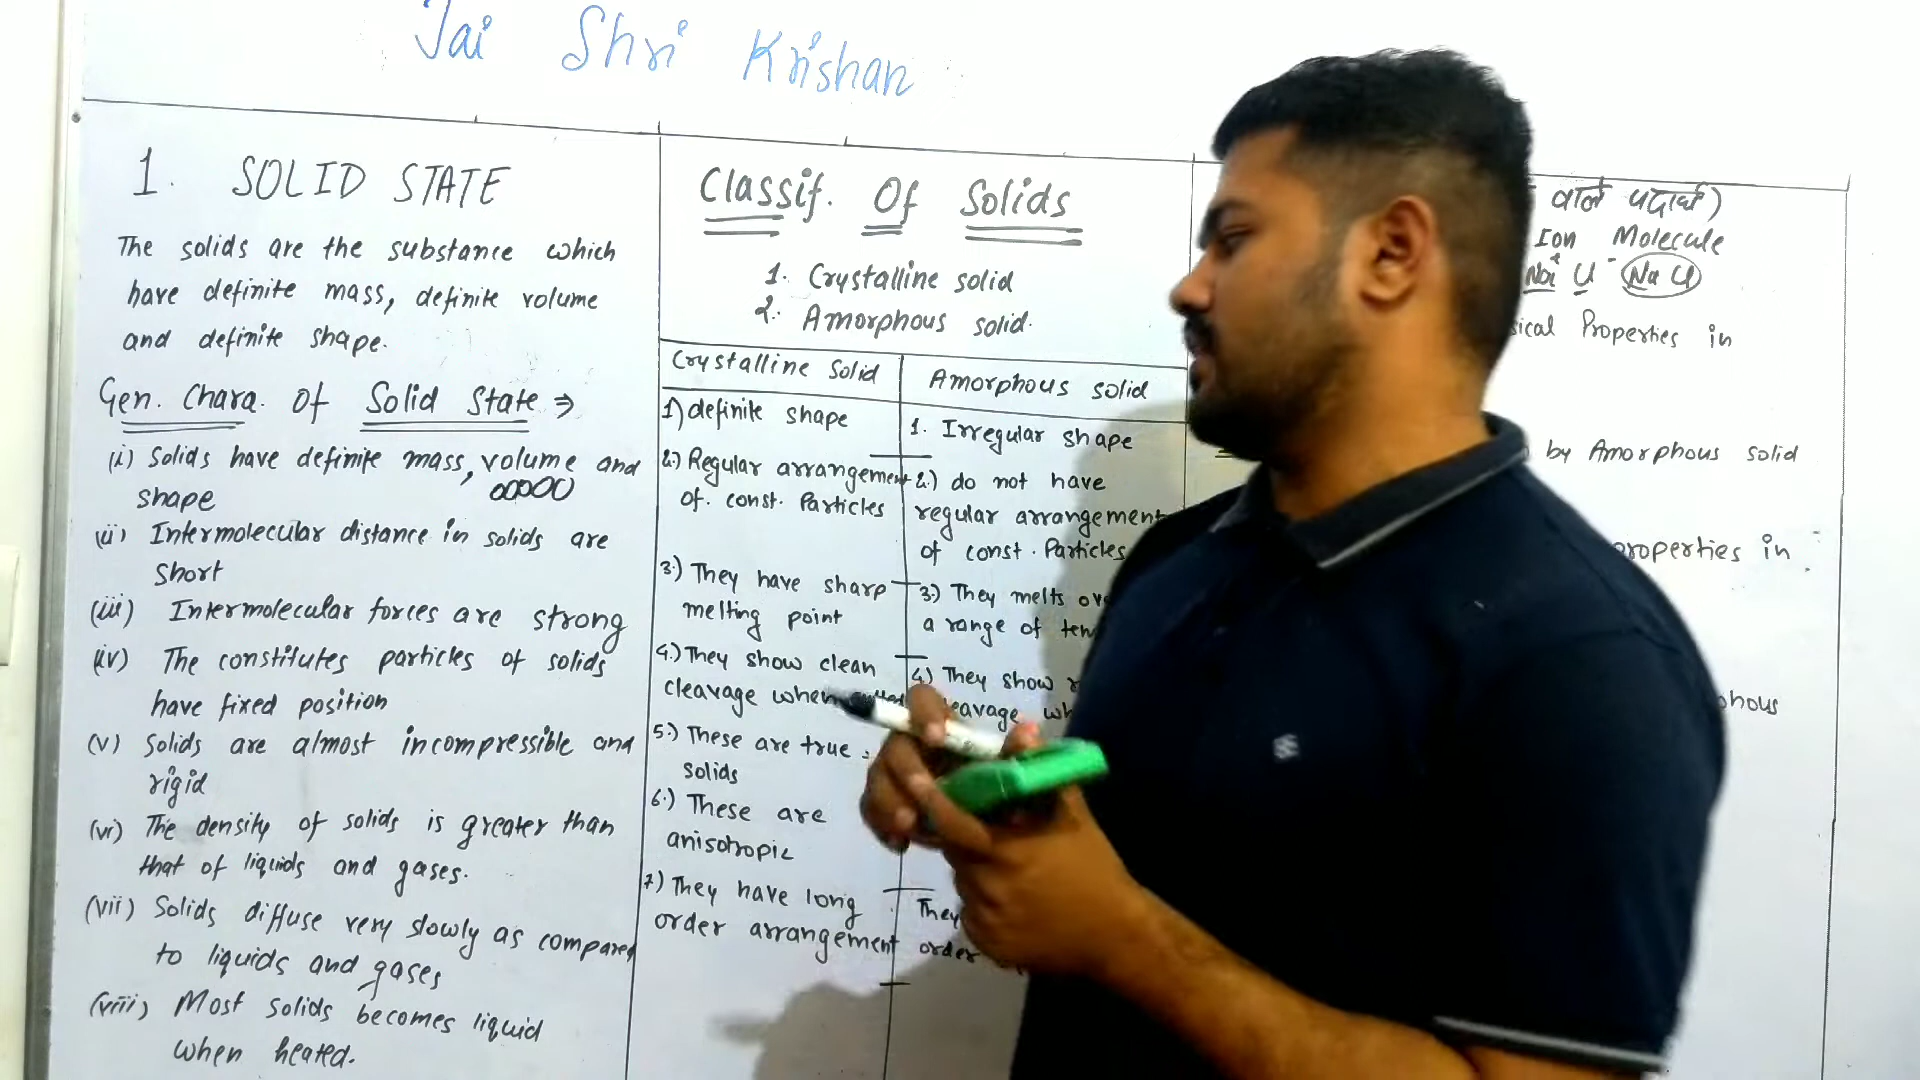 Jai Shri Krishan
1. SOLID STATE
The solids are the substance which
have definite mass, definite volume
and definite shape.
Gen. Chara. Of Solid State ⇒
(i) Solids have definite mass, volume and
shape
(ii) Intermolecular distance in solids are
short
(iii) Intermolecular forces are strong
(iv) The constitutes particles of solids
have fixed position
(v) Solids are almost incompressible and
rigid
(vi) The density of solids is greater than
that of liquids and gases.
(vii) Solids diffuse very slowly as compared
to liquids and gases
(viii) Most solids becomes liquid
when heated.
Classif. Of Solids
1. Crystalline solid
2. Amorphous solid.
Crystalline Solid
1) definite shape
2.) Regular arrangement
of. const. Particles
3.) They have sharp
melting point
4.) They show clean
cleavage when
5.) These are true
solids
6.) These are
anisotropic
7) They have long
order arrangement
Amorphous solid
1. Irregular shape
2.) do not have
regular arrangement
of const. Particles
3.) They melts
a range of
4.) They show
They
order
वाले पदार्थ)
Ion Molecule
Properties in
by Amorphous solid
properties in